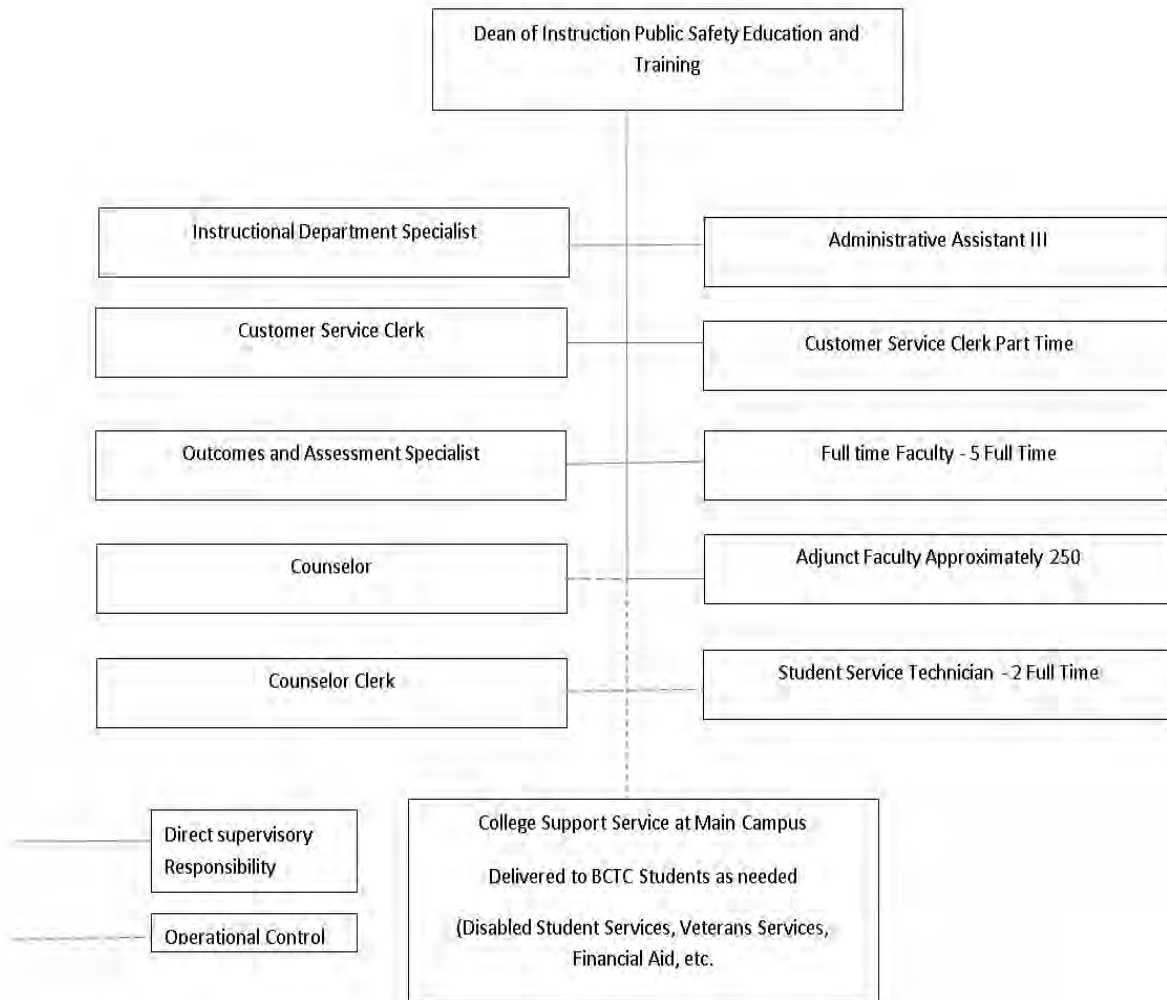 Dean of Instruction Public Safety Education and
Training
Instructional Department Specialist
Administrative Assistant III
Customer Service Clerk
Customer Service Clerk Part Time
Outcomes and Assessment Specialist
Full time Faculty - 5 Full Time
Counselor
Adjunct Faculty Approximately 250
Counselor Clerk
Student Service Technician - 2 Full Time
Direct supervisory
Responsibility
Operational Control
College Support Service at Main Campus
Delivered to BCTC Students as needed
(Disabled Student Services, Veterans Services,
Financial Aid, etc.